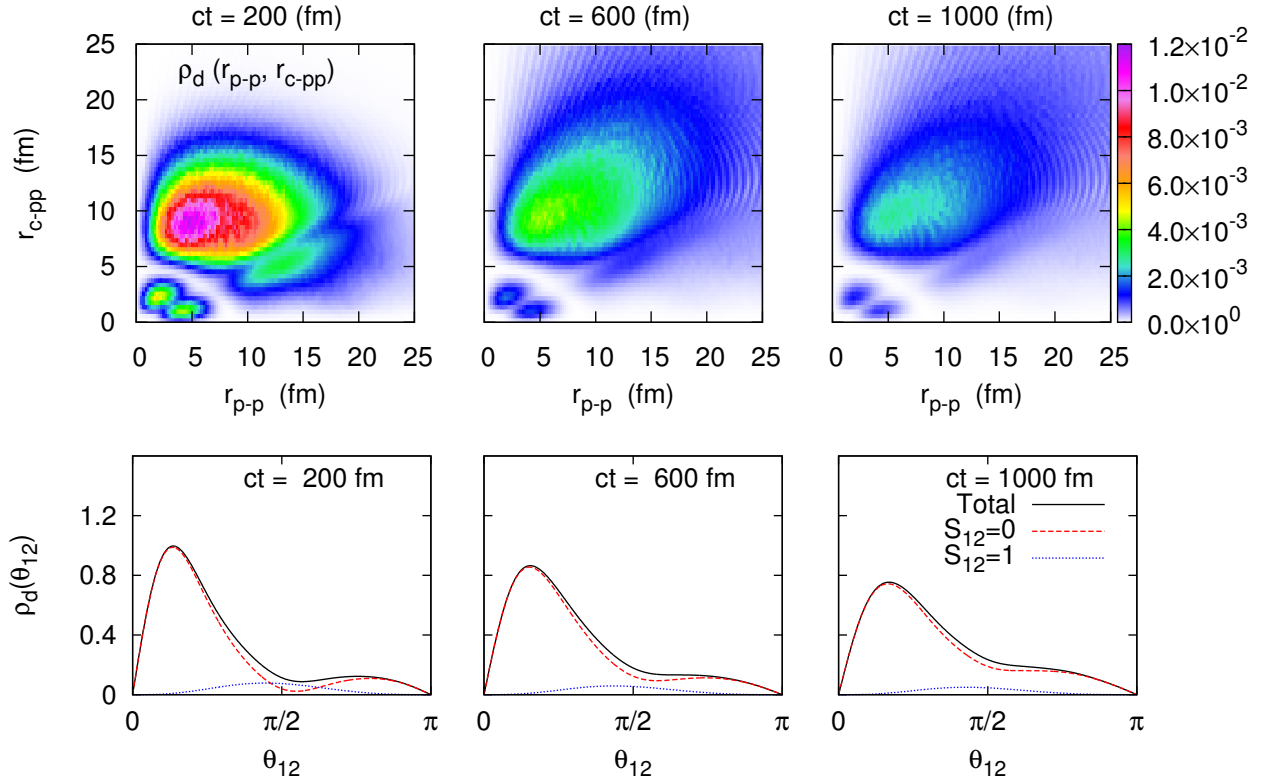 ct = 200 (fm) ct = 600 (fm) ct = 1000 (fm)
ρd (rp-p, rc-pp)
rc-pp (fm)
25
20
15
10
5
0
1.2×10-2
1.0×10-2
8.0×10-3
6.0×10-3
4.0×10-3
2.0×10-3
0.0×100
0 5 10 15 20 25 0 5 10 15 20 25 0 5 10 15 20 25
rp-p (fm) rp-p (fm) rp-p (fm)
ct = 200 fm ct = 600 fm ct = 1000 fm
Total
S12=0
S12=1
ρd(θ12)
1.2
0.8
0.4
0
0 π/2 π 0 π/2 π 0 π/2 π
θ12 θ12 θ12